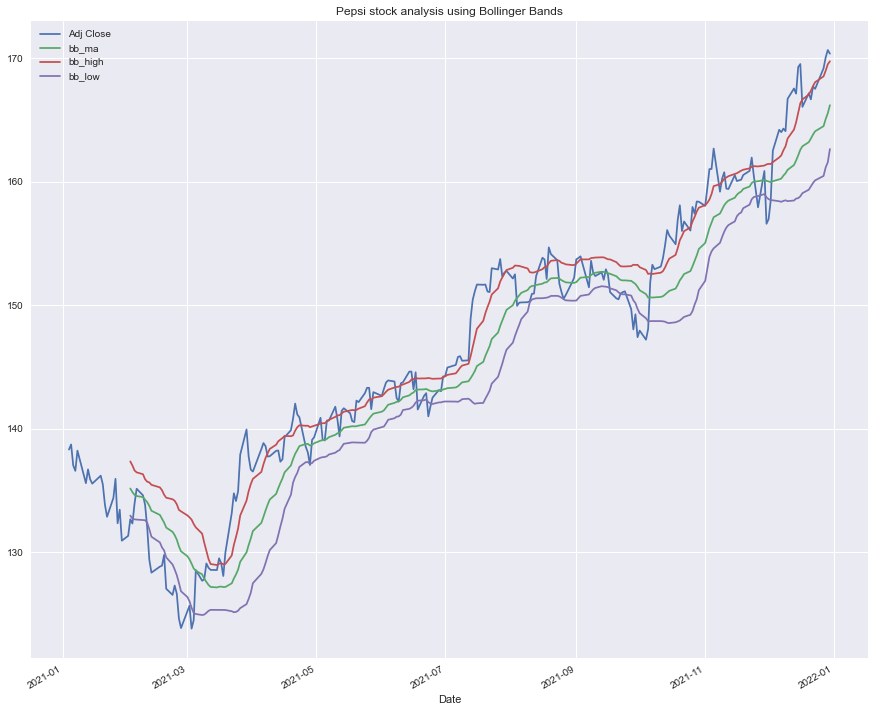 Pepsi stock analysis using Bollinger Bands
Adj Close
bb_ma
bb_high
bb_low
170
160
150
140
130
2021-01
2021-03
2021-05
2021-07
2021-09
2021-11
2022-01
Date